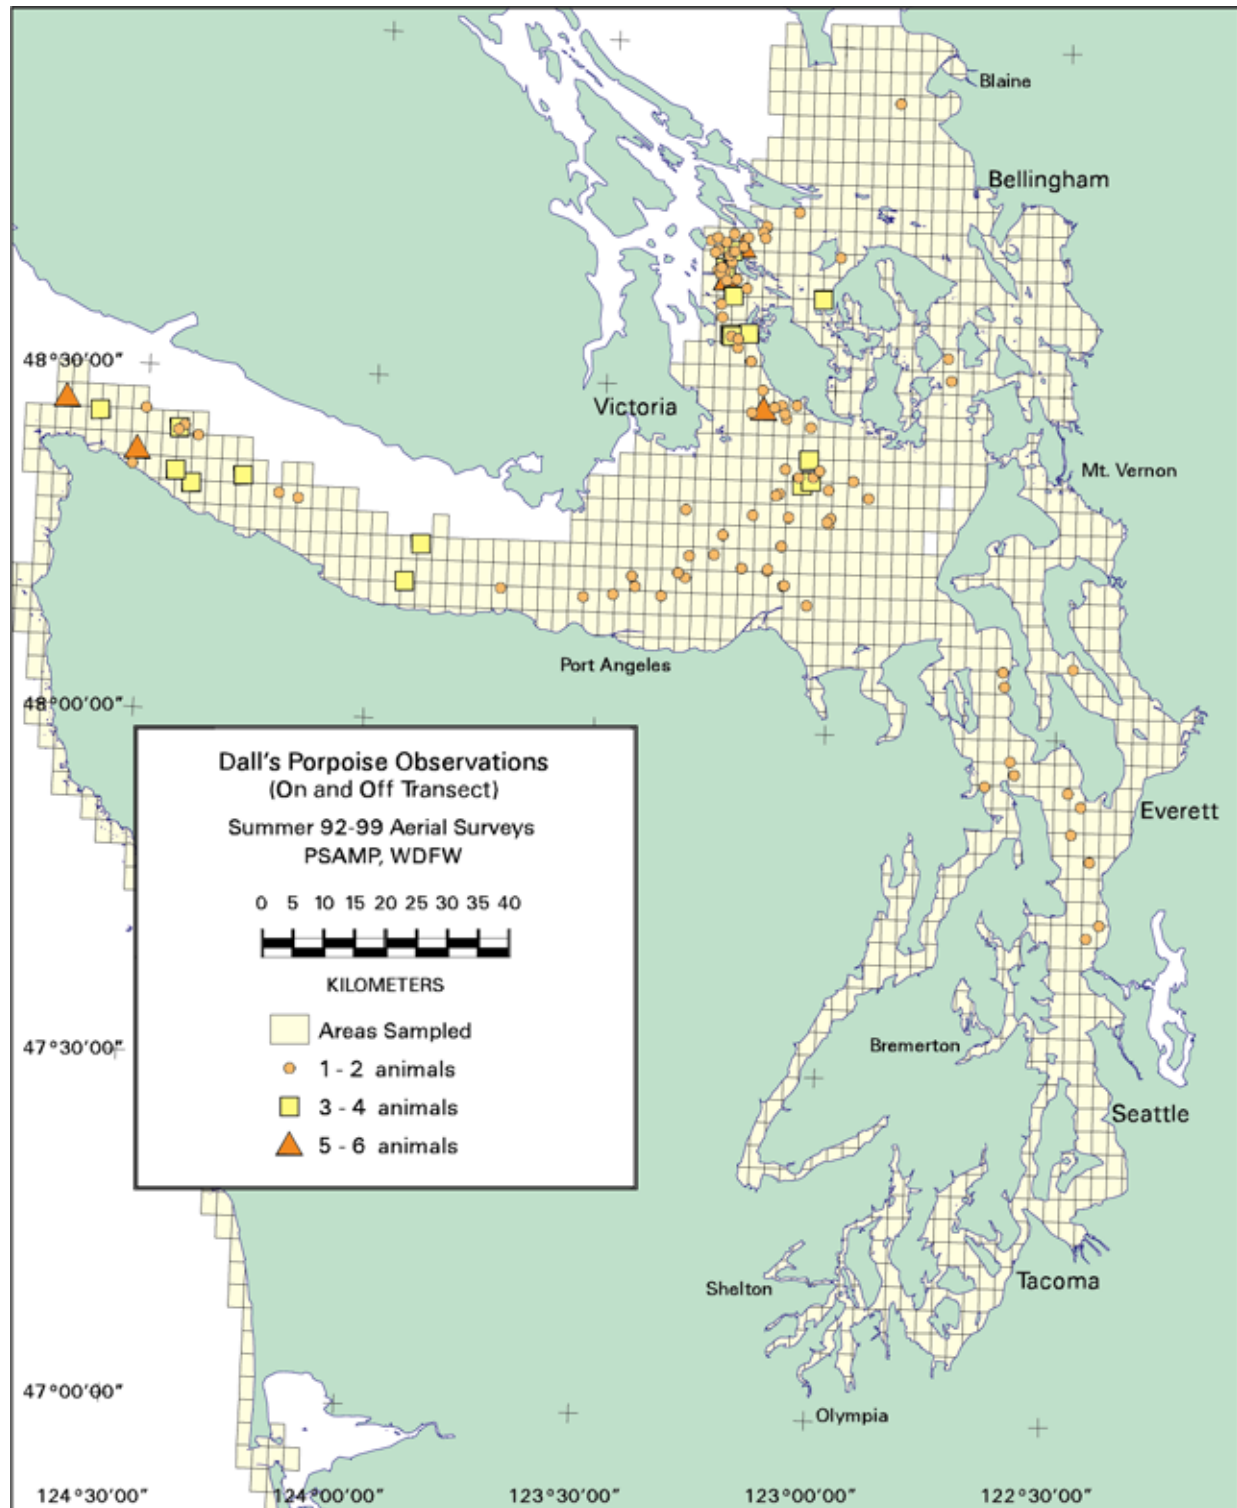 Blaine
Bellingham
48°30'00"
Victoria
Mt. Vernon
Port Angeles
48°00'00"
Dall's Porpoise Observations
(On and Off Transect)
Summer 92-99 Aerial Surveys
PSAMP, WDFW
0 5 10 15 20 25 30 35 40
KILOMETERS
Areas Sampled
1 - 2 animals
3 - 4 animals
5 - 6 animals
Everett
47°30'00"
Bremerton
Seattle
Shelton
Tacoma
47°00'00"
Olympia
124°30'00" 124°00'00" 123°30'00" 123°00'00" 122°30'00"